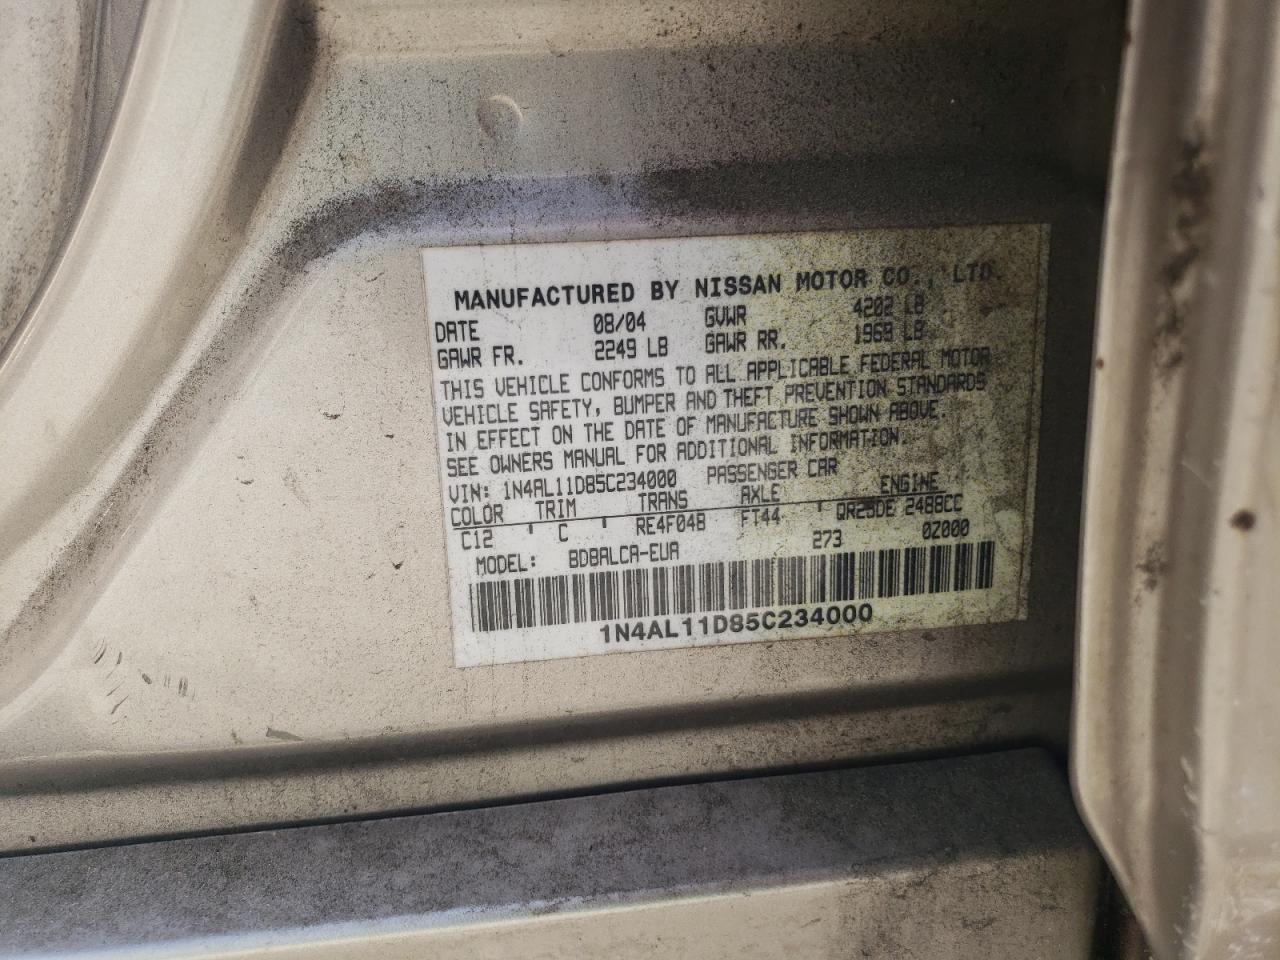 MANUFACTURED BY NISSAN MOTOR CO., LTD.
DATE 08/04 GVWR 4202 LB
GAWR FR. 2249 LB GAWR RR. 1969 LB
THIS VEHICLE CONFORMS TO ALL APPLICABLE FEDERAL MOTOR
VEHICLE SAFETY, BUMPER AND THEFT PREVENTION STANDARDS
IN EFFECT ON THE DATE OF MANUFACTURE SHOWN ABOVE.
SEE OWNERS MANUAL FOR ADDITIONAL INFORMATION.
VIN: 1N4AL11D85C234000 PASSENGER CAR
COLOR TRIM TRANS AXLE ENGINE
C12 C RE4F04B FT44 QR25DE 2488CC
MODEL: BDBALCA-EUA 273 0Z000
1N4AL11D85C234000